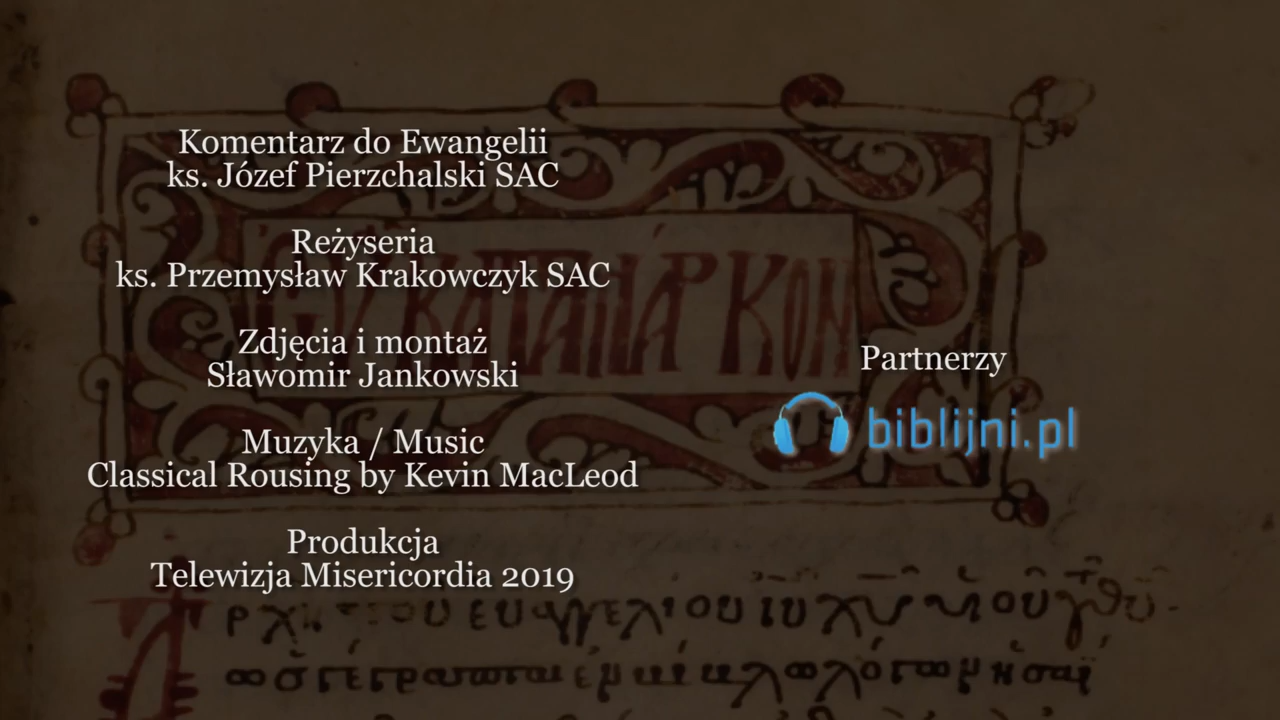 Komentarz do Ewangelii
ks. Józef Pierzchalski SAC
Reżyseria
ks. Przemysław Krakowczyk SAC
Zdjęcia i montaż
Sławomir Jankowski
Muzyka / Music
Classical Rousing by Kevin MacLeod
Produkcja
Telewizja Misericordia 2019
Partnerzy
biblijni.pl